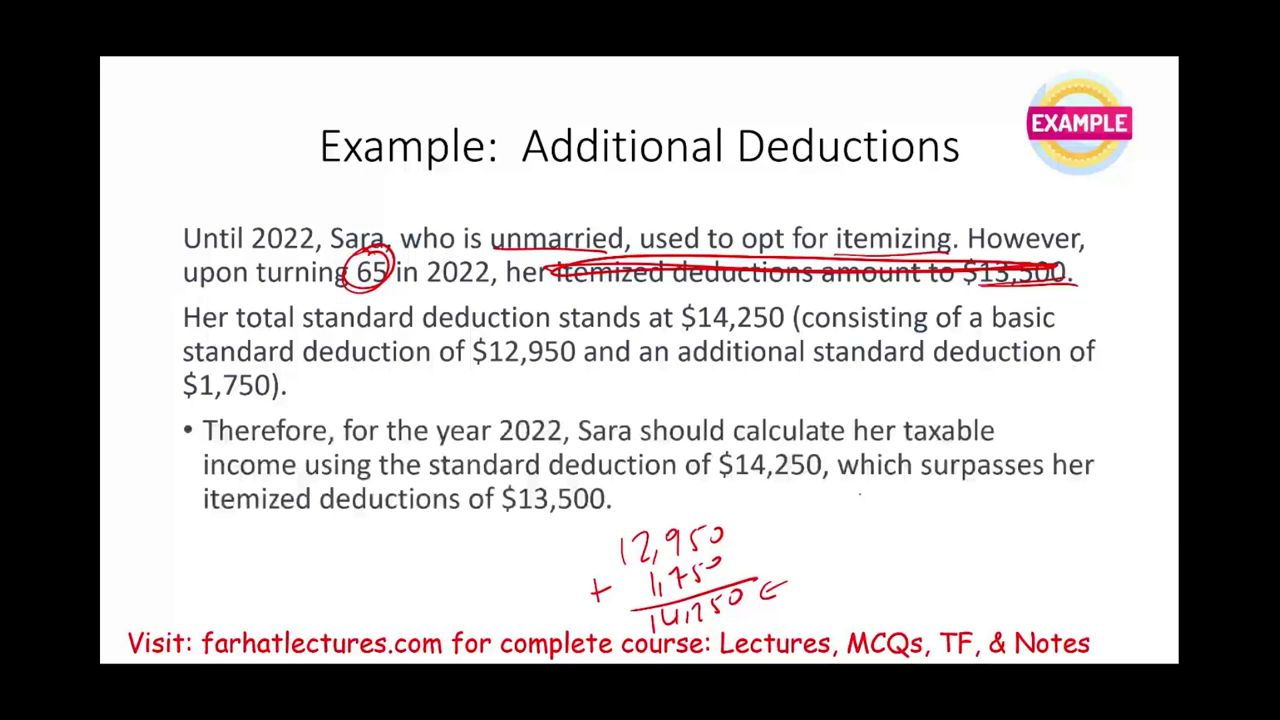 EXAMPLE
Example: Additional Deductions
Until 2022, Sara, who is unmarried, used to opt for itemizing. However,
upon turning 65 in 2022, her itemized deductions amount to $13,500.
Her total standard deduction stands at $14,250 (consisting of a basic
standard deduction of $12,950 and an additional standard deduction of
$1,750).
• Therefore, for the year 2022, Sara should calculate her taxable
income using the standard deduction of $14,250, which surpasses her
itemized deductions of $13,500.
12,950
+ 1,750
14,250
Visit: farhatlectures.com for complete course: Lectures, MCQs, TF, & Notes